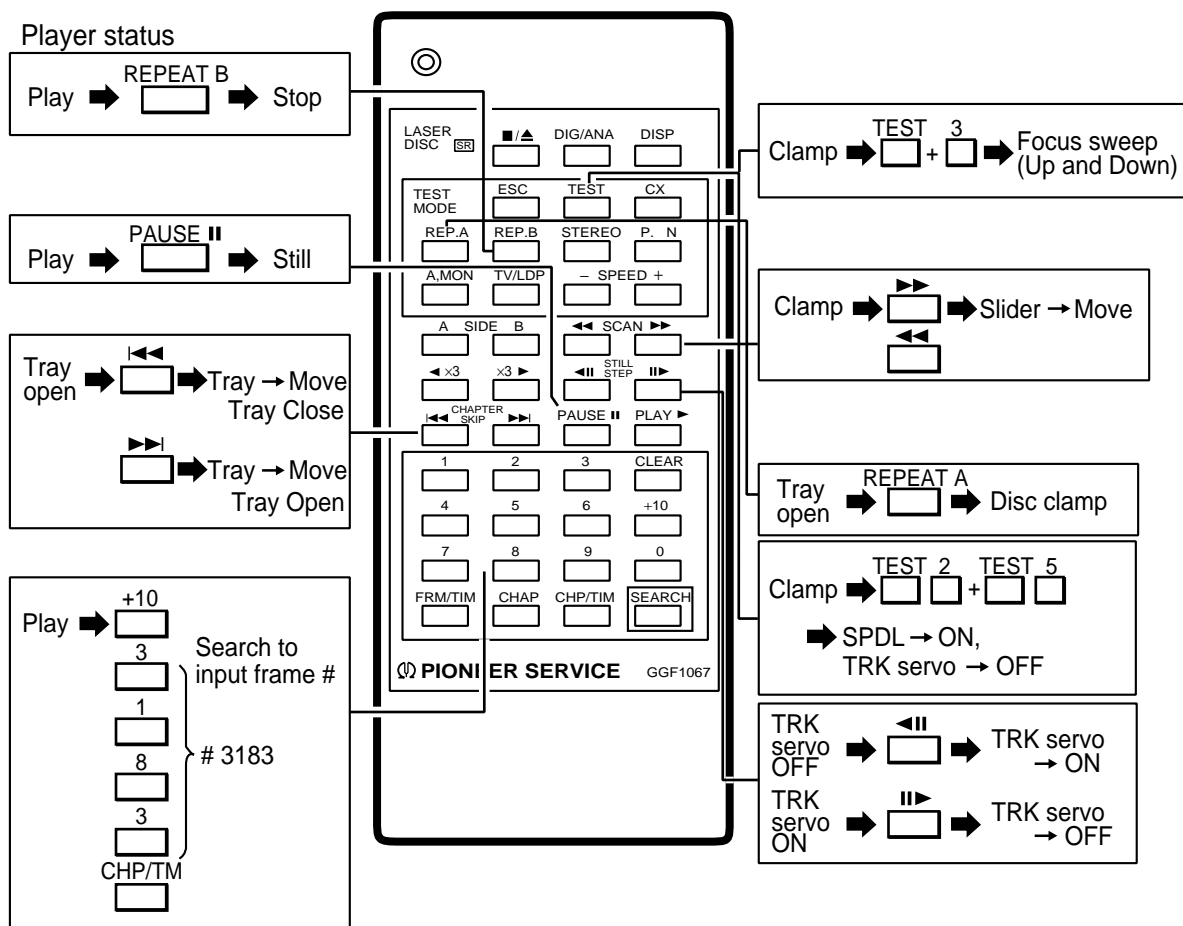 Player status
REPEAT B
Play ➡ ➡ Stop
PAUSE ⏸
Play ➡ ➡ Still
|◀◀
Tray open ➡ ➡ Tray → Move
Tray Close
▶▶|
➡ Tray → Move
Tray Open
+10
Play ➡
3
Search to
input frame #
1
# 3183
8
3
CHP/TM
LASER DISC SR
■/▲ DIG/ANA DISP
TEST MODE
ESC TEST CX
REP.A REP.B STEREO P. N
A,MON TV/LDP – SPEED +
A SIDE B ◀◀ SCAN ▶▶
◀ ×3 ×3 ▶ ◀II STILL STEP II▶
|◀◀ CHAPTER SKIP ▶▶| PAUSE II PLAY ▶
1 2 3 CLEAR
4 5 6 +10
7 8 9 0
FRM/TIM CHAP CHP/TIM SEARCH
PIONEER SERVICE GGF1067
TEST 3
Clamp ➡ + ➡ Focus sweep
(Up and Down)
▶▶
Clamp ➡ ➡ Slider → Move
◀◀
REPEAT A
Tray open ➡ ➡ Disc clamp
TEST 2 TEST 5
Clamp ➡ +
➡ SPDL → ON,
TRK servo → OFF
◀II
TRK servo OFF ➡ ➡ TRK servo → ON
II▶
TRK servo ON ➡ ➡ TRK servo → OFF